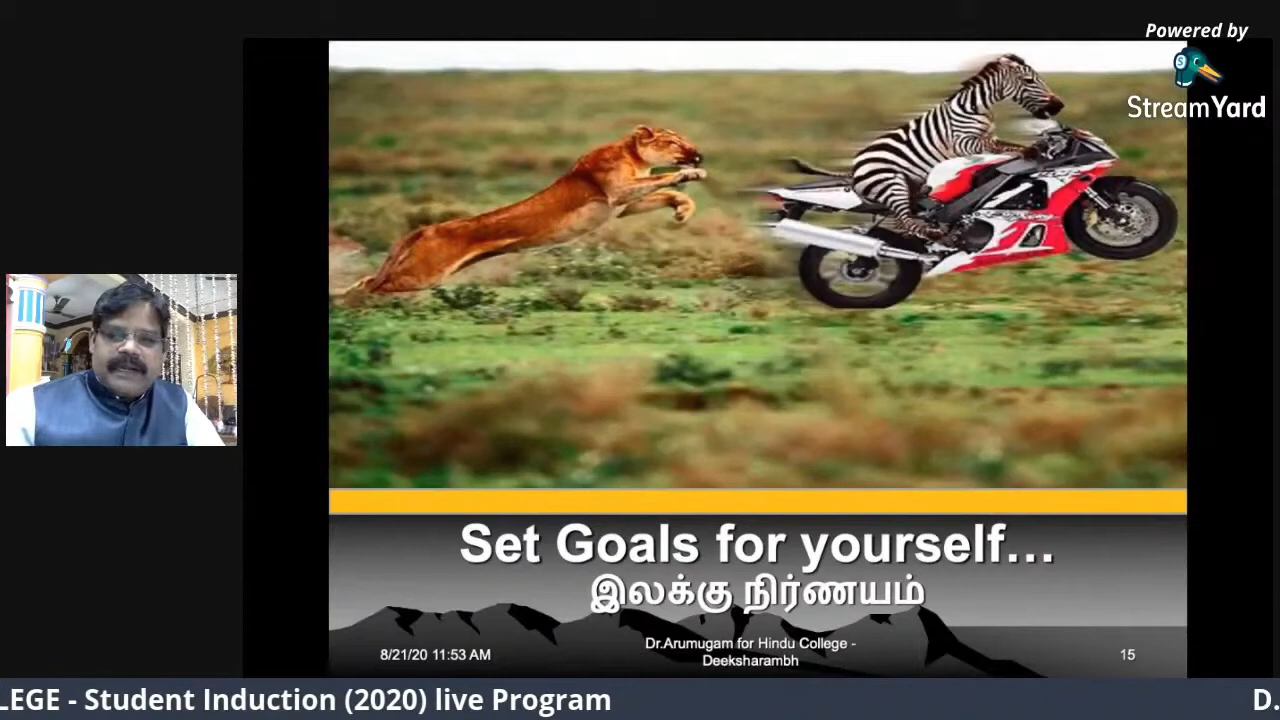 Powered by
StreamYard
Set Goals for yourself...
இலக்கு நிர்ணயம்
8/21/20 11:53 AM
Dr.Arumugam for Hindu College -
Deeksharambh
15
LEGE - Student Induction (2020) live Program
D.